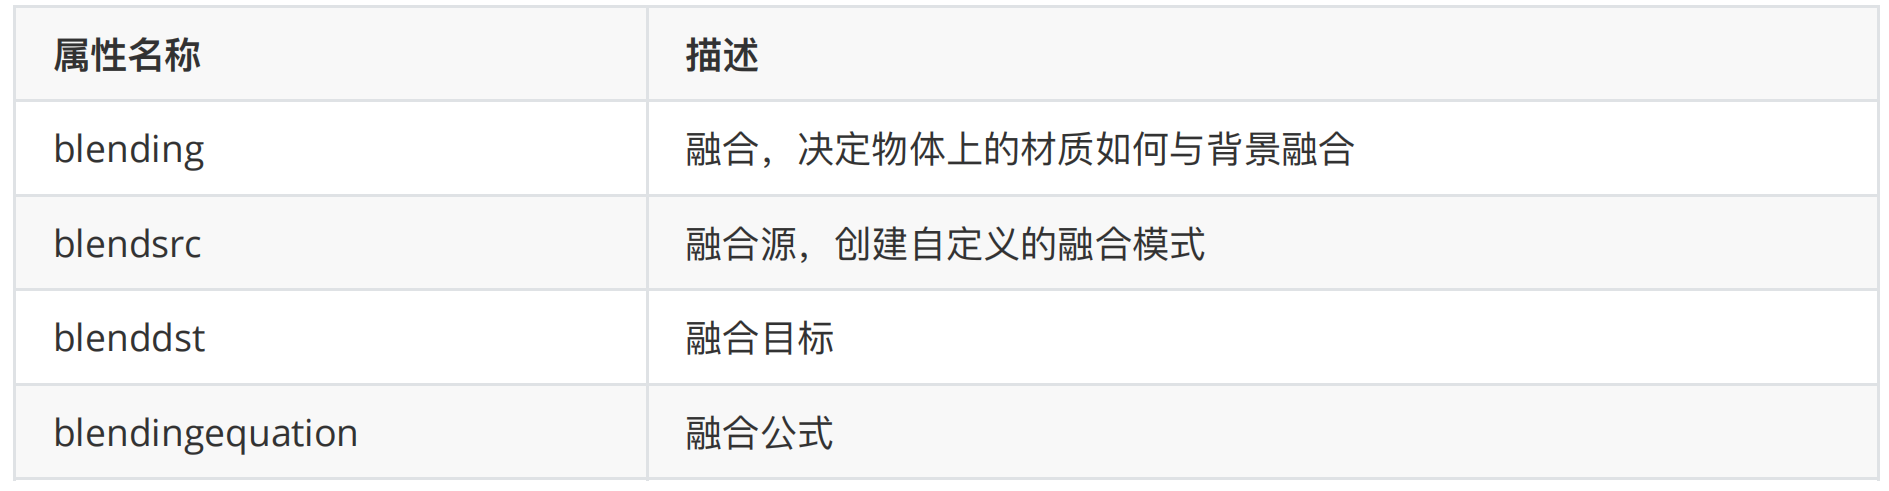 属性名称 描述
blending 融合，决定物体上的材质如何与背景融合
blendsrc 融合源，创建自定义的融合模式
blenddst 融合目标
blendingequation 融合公式